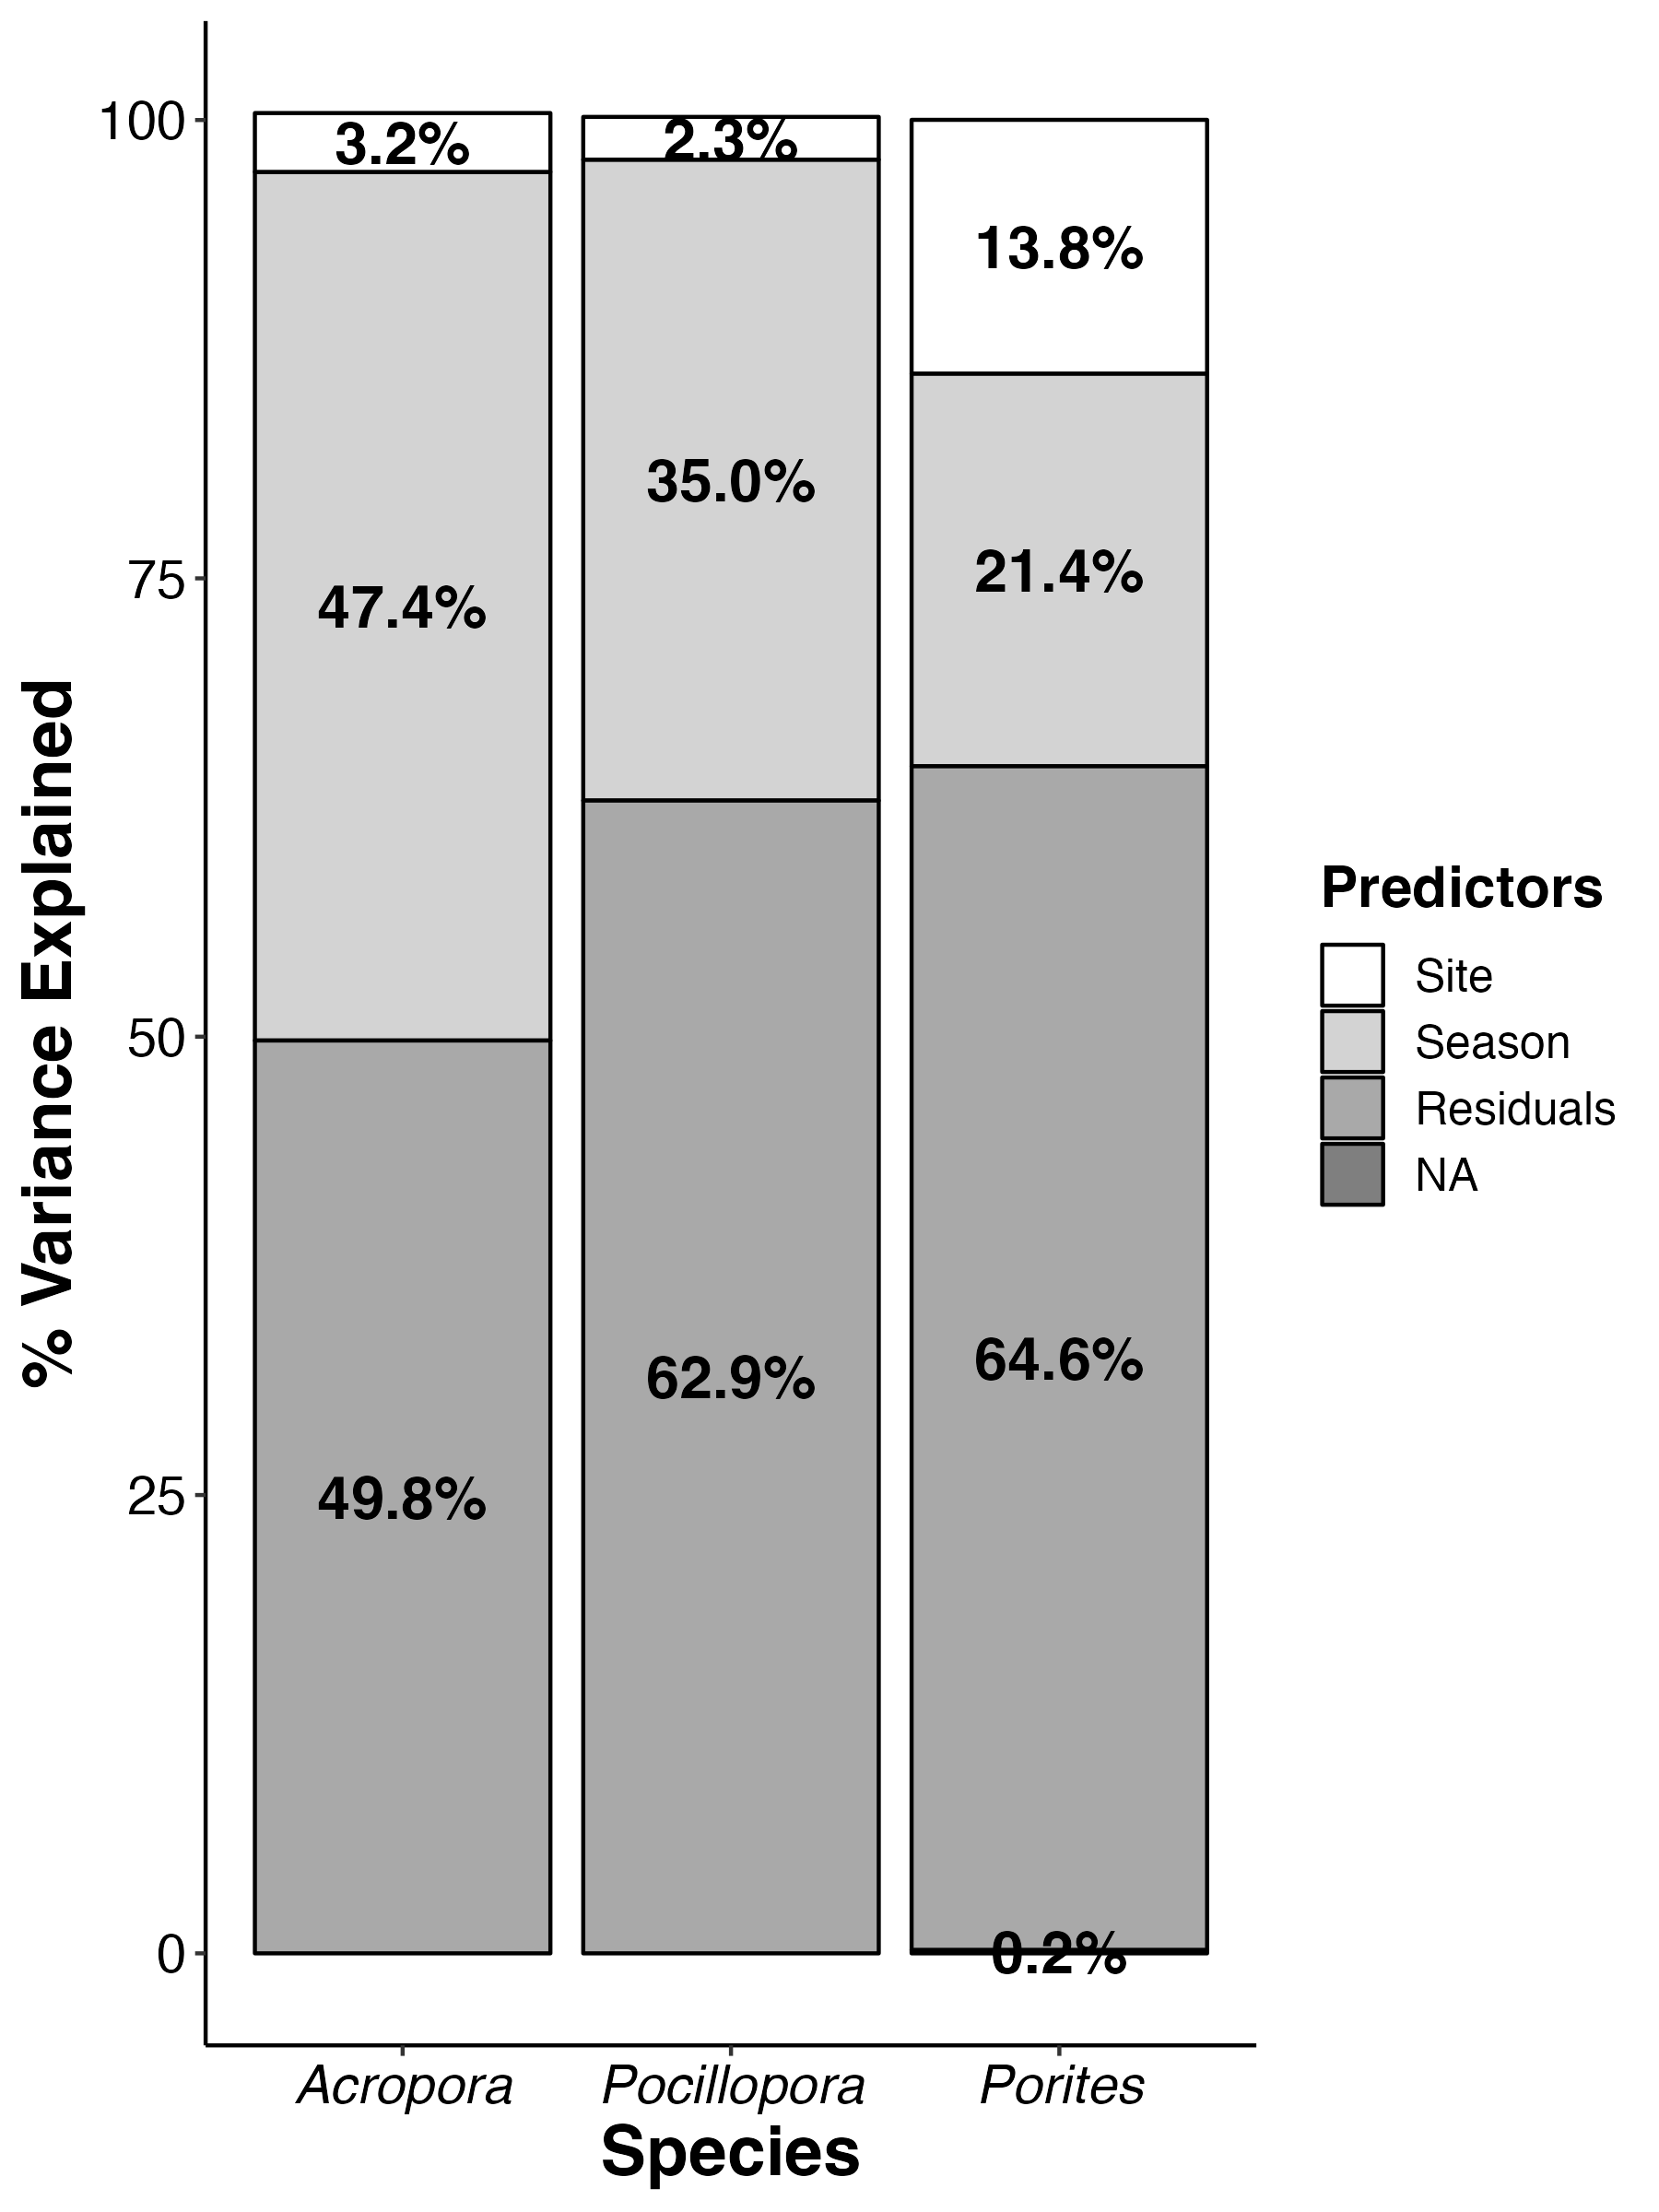 % Variance Explained
100
75
50
25
0
3.2%
47.4%
49.8%
2.3%
35.0%
62.9%
13.8%
21.4%
64.6%
0.2%
Acropora
Pocillopora
Porites
Species
Predictors
Site
Season
Residuals
NA